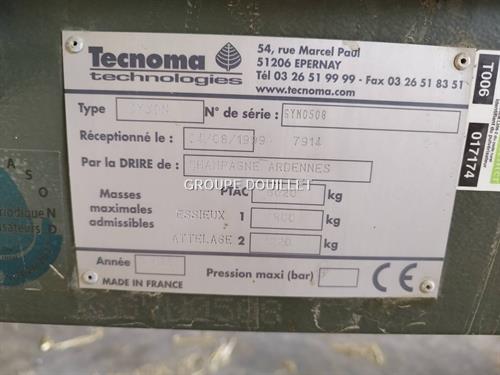 Tecnoma
technologies
54, rue Marcel Paul
51206 EPERNAY
Tél 03 26 51 99 99 - Fax 03 26 51 83 51
www.tecnoma.com
Type
N° de série : SYN0508
Réceptionné le : 04/08/1999 7914
Par la DRIRE de : CHAMPAGNE ARDENNES
GROUPE DOUILLET
Masses
maximales
admissibles
PTAC kg
ESSIEUX 1 kg
ATTELAGE 2 kg
Année
Pression maxi (bar)
MADE IN FRANCE
CE
T006
017174
A S
O
N
D